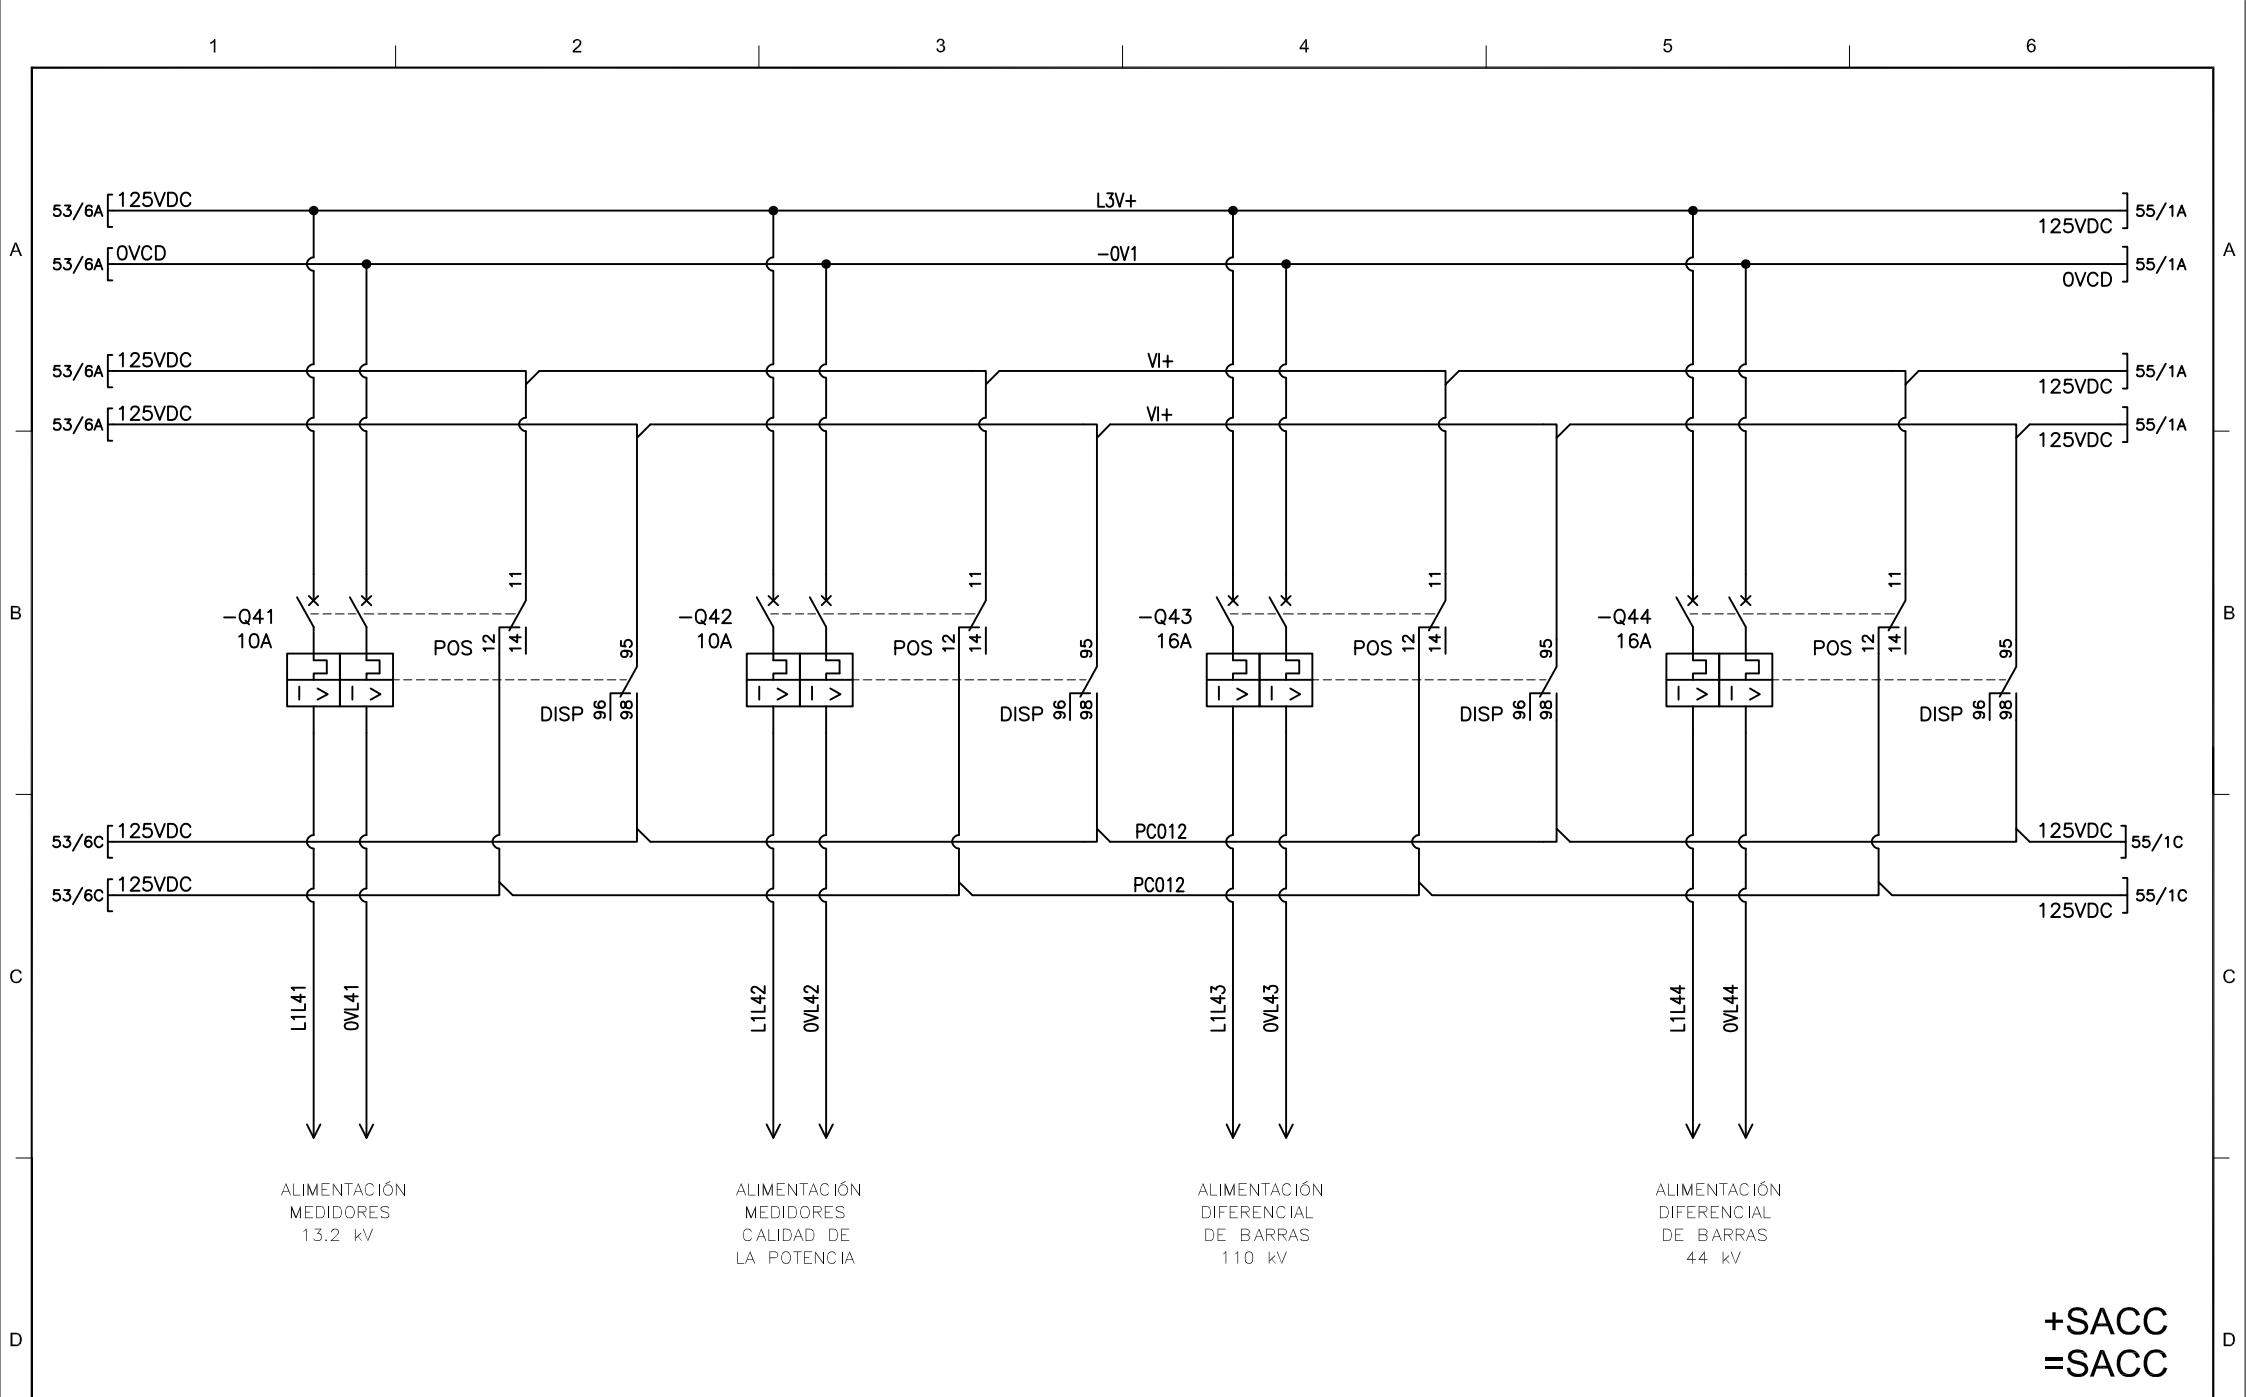 1 2 3 4 5 6
53/6A 125VDC L3V+ 125VDC 55/1A
A 53/6A 0VCD -0V1 0VCD 55/1A A
53/6A 125VDC VI+ 125VDC 55/1A
53/6A 125VDC VI+ 125VDC 55/1A
11 11 11 11
B -Q41 -Q42 -Q43 -Q44 B
10A 10A 16A 16A
POS 12 14 95 POS 12 14 95 POS 12 14 95 POS 12 14 95
I > I > I > I > I > I > I > I >
DISP 96 98 DISP 96 98 DISP 96 98 DISP 96 98
53/6C 125VDC PC012 125VDC 55/1C
53/6C 125VDC PC012 125VDC 55/1C
C C
L1L41 0VL41 L1L42 0VL42 L1L43 0VL43 L1L44 0VL44
ALIMENTACIÓN
MEDIDORES
13.2 kV
ALIMENTACIÓN
MEDIDORES
CALIDAD DE
LA POTENCIA
ALIMENTACIÓN
DIFERENCIAL
DE BARRAS
110 kV
ALIMENTACIÓN
DIFERENCIAL
DE BARRAS
44 kV
D D
+SACC
=SACC